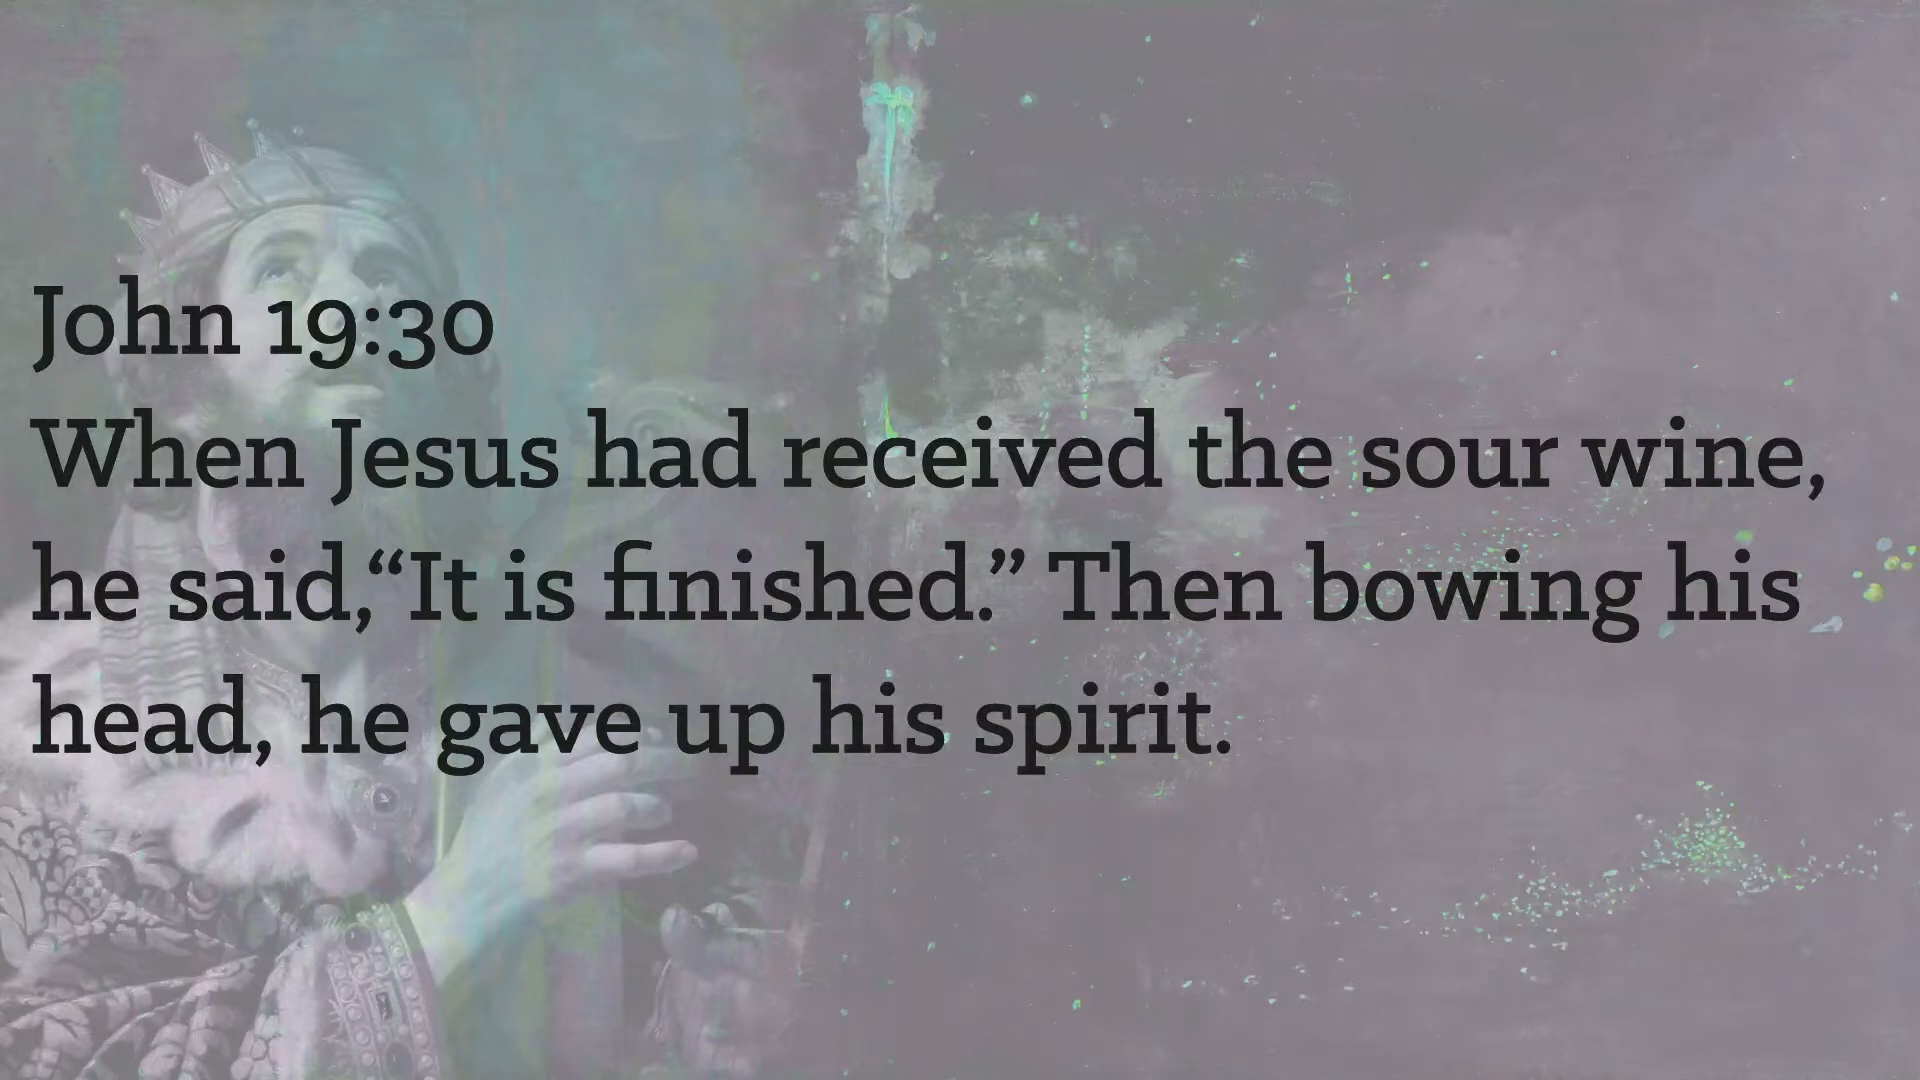 John 19:30
When Jesus had received the sour wine,
he said,“It is finished.” Then bowing his
head, he gave up his spirit.